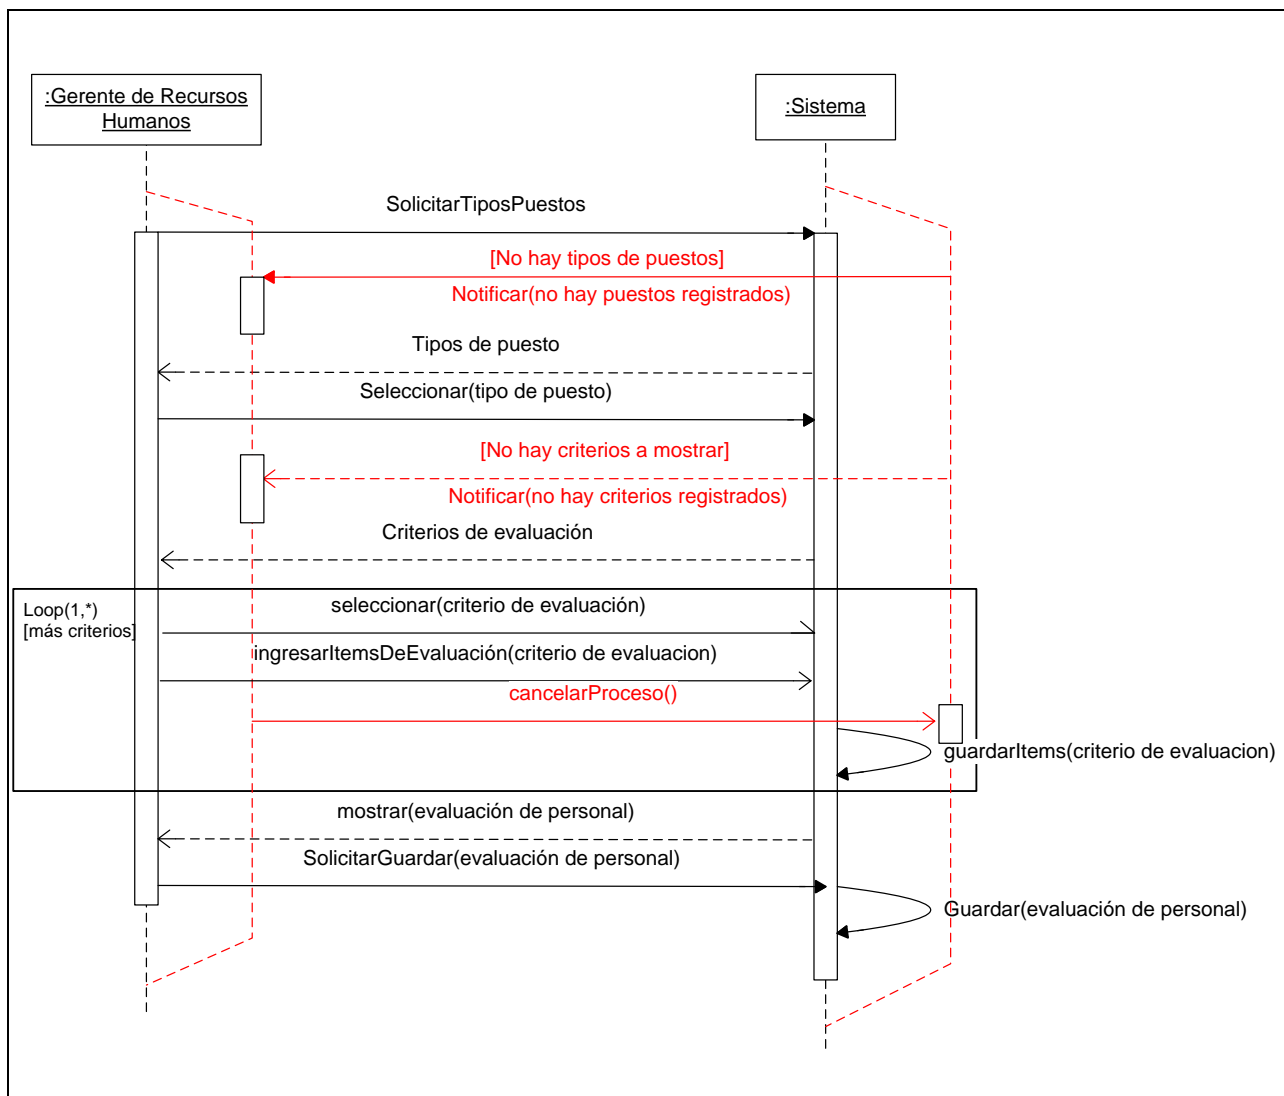 :Gerente de Recursos
Humanos
:Sistema
SolicitarTiposPuestos
[No hay tipos de puestos]
Notificar(no hay puestos registrados)
Tipos de puesto
Seleccionar(tipo de puesto)
[No hay criterios a mostrar]
Notificar(no hay criterios registrados)
Criterios de evaluación
Loop(1,*)
[más criterios]
seleccionar(criterio de evaluación)
ingresarItemsDeEvaluación(criterio de evaluacion)
cancelarProceso()
guardarItems(criterio de evaluacion)
mostrar(evaluación de personal)
SolicitarGuardar(evaluación de personal)
Guardar(evaluación de personal)